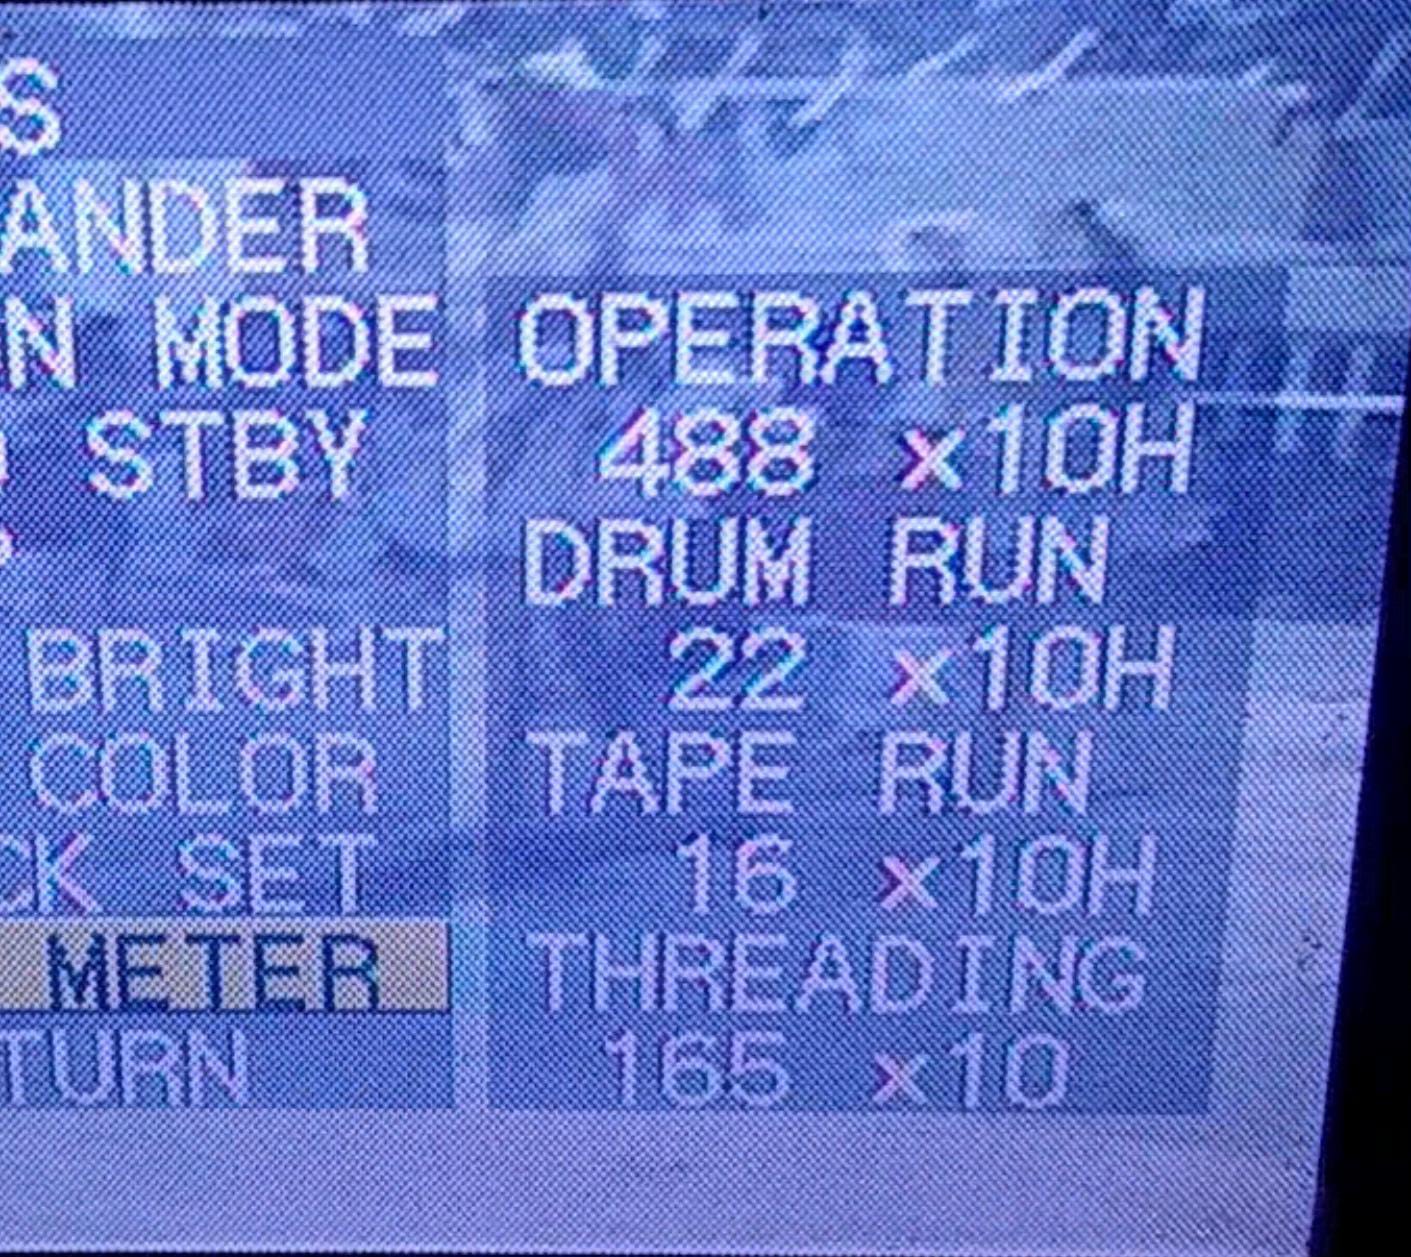 S
ANDER
N MODE
STBY
BRIGHT
COLOR
CK SET
METER
TURN
OPERATION
488 x10H
DRUM RUN
22 x10H
TAPE RUN
16 x10H
THREADING
165 x10